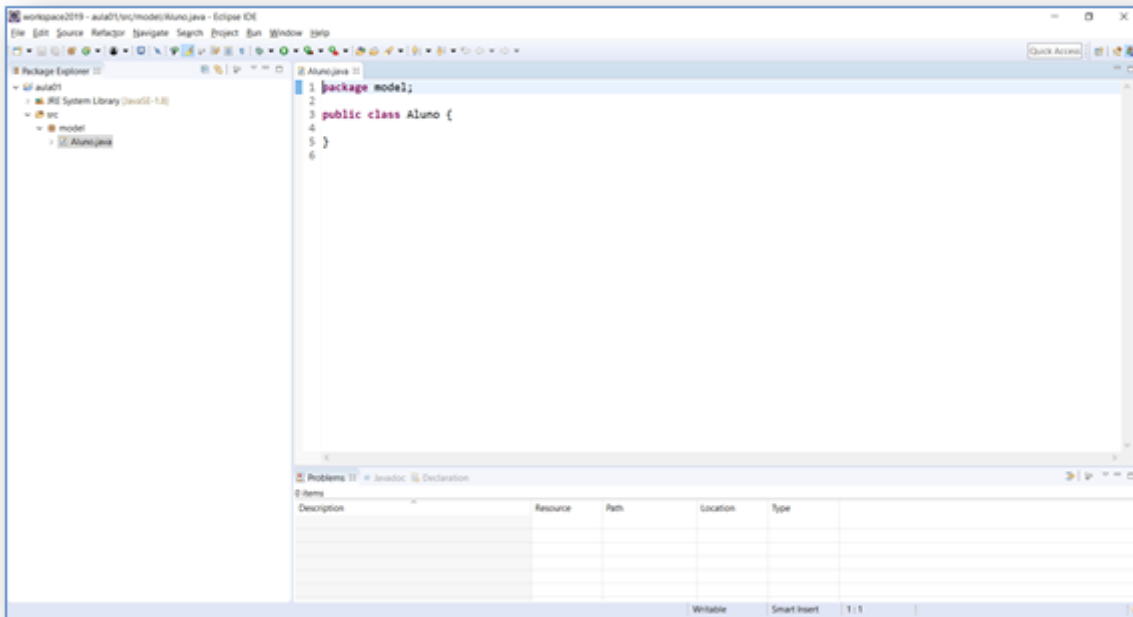 workspace2019 - aula01/src/model/Aluno.java - Eclipse IDE
File Edit Source Refactor Navigate Search Project Run Window Help
Quick Access
Package Explorer
aula01
JRE System Library [JavaSE-1.8]
src
model
Aluno.java
Aluno.java
1 package model;
2
3 public class Aluno {
4
5 }
6
Problems Javadoc Declaration
0 items
Description Resource Path Location Type
Writable Smart Insert 1 : 1